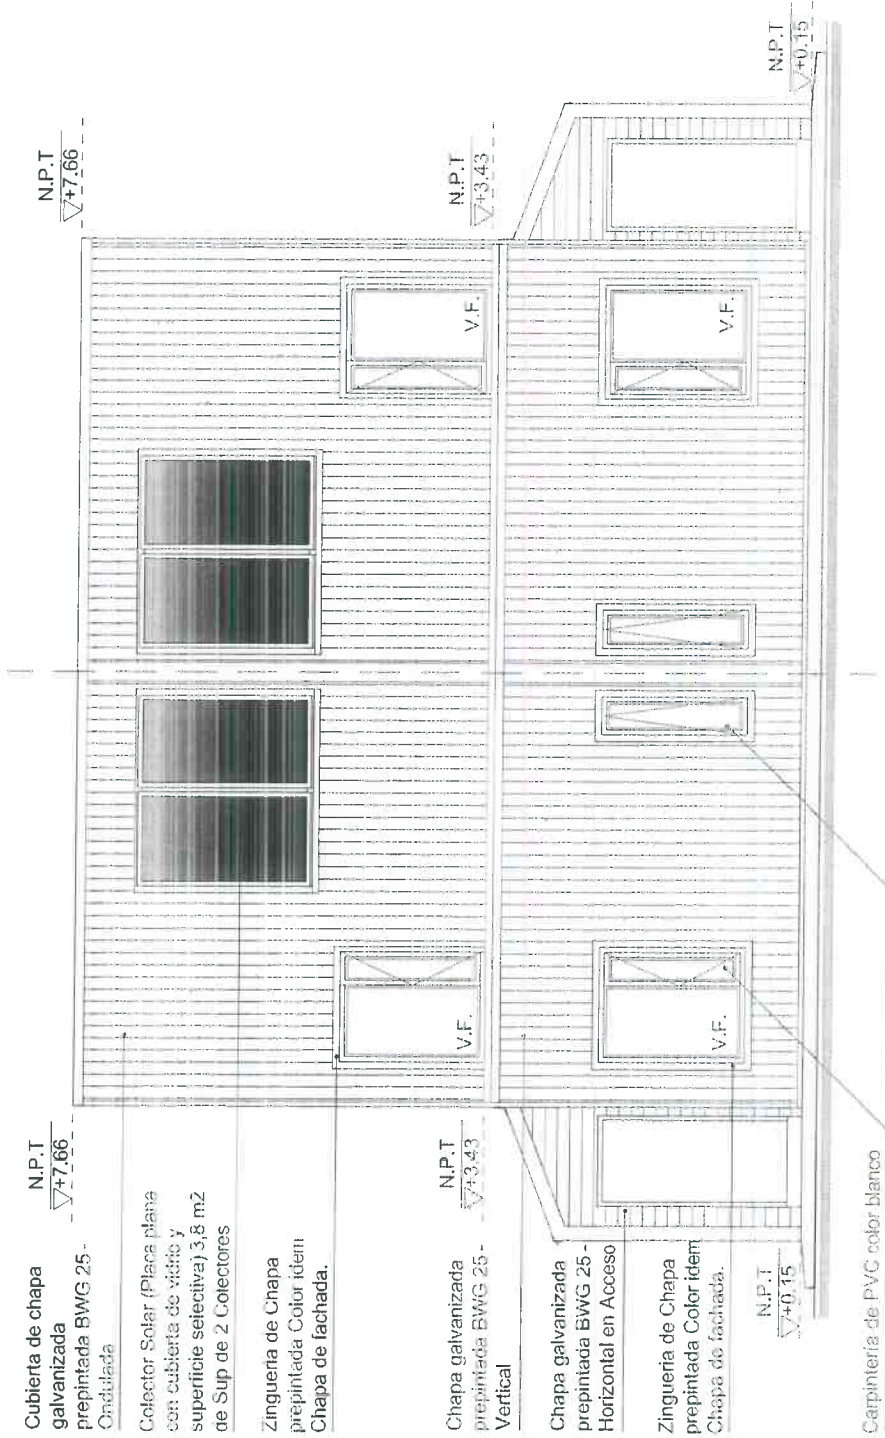 Cubierta de chapa
galvanizada
prepintada BWG 25 -
Ondulada
Colector Solar (Placa plana
con cubierta de vidrio y
superficie selectiva) 3,8 m2
de Sup de 2 Colectores
Zingueria de Chapa
prepintada Color idem
Chapa de fachada.
Chapa galvanizada
prepintada BWG 25 -
Vertical
Chapa galvanizada
prepintada BWG 25 -
Horizontal en Acceso
Zingueria de Chapa
prepintada Color idem
Chapa de fachada.
Carpintería de PVC color blanco
N.P.T
+7.66
N.P.T
+3.43
N.P.T
+0.15
V.F.
V.F.
V.F.
V.F.
N.P.T
+7.66
N.P.T
+3.43
N.P.T
+0.15